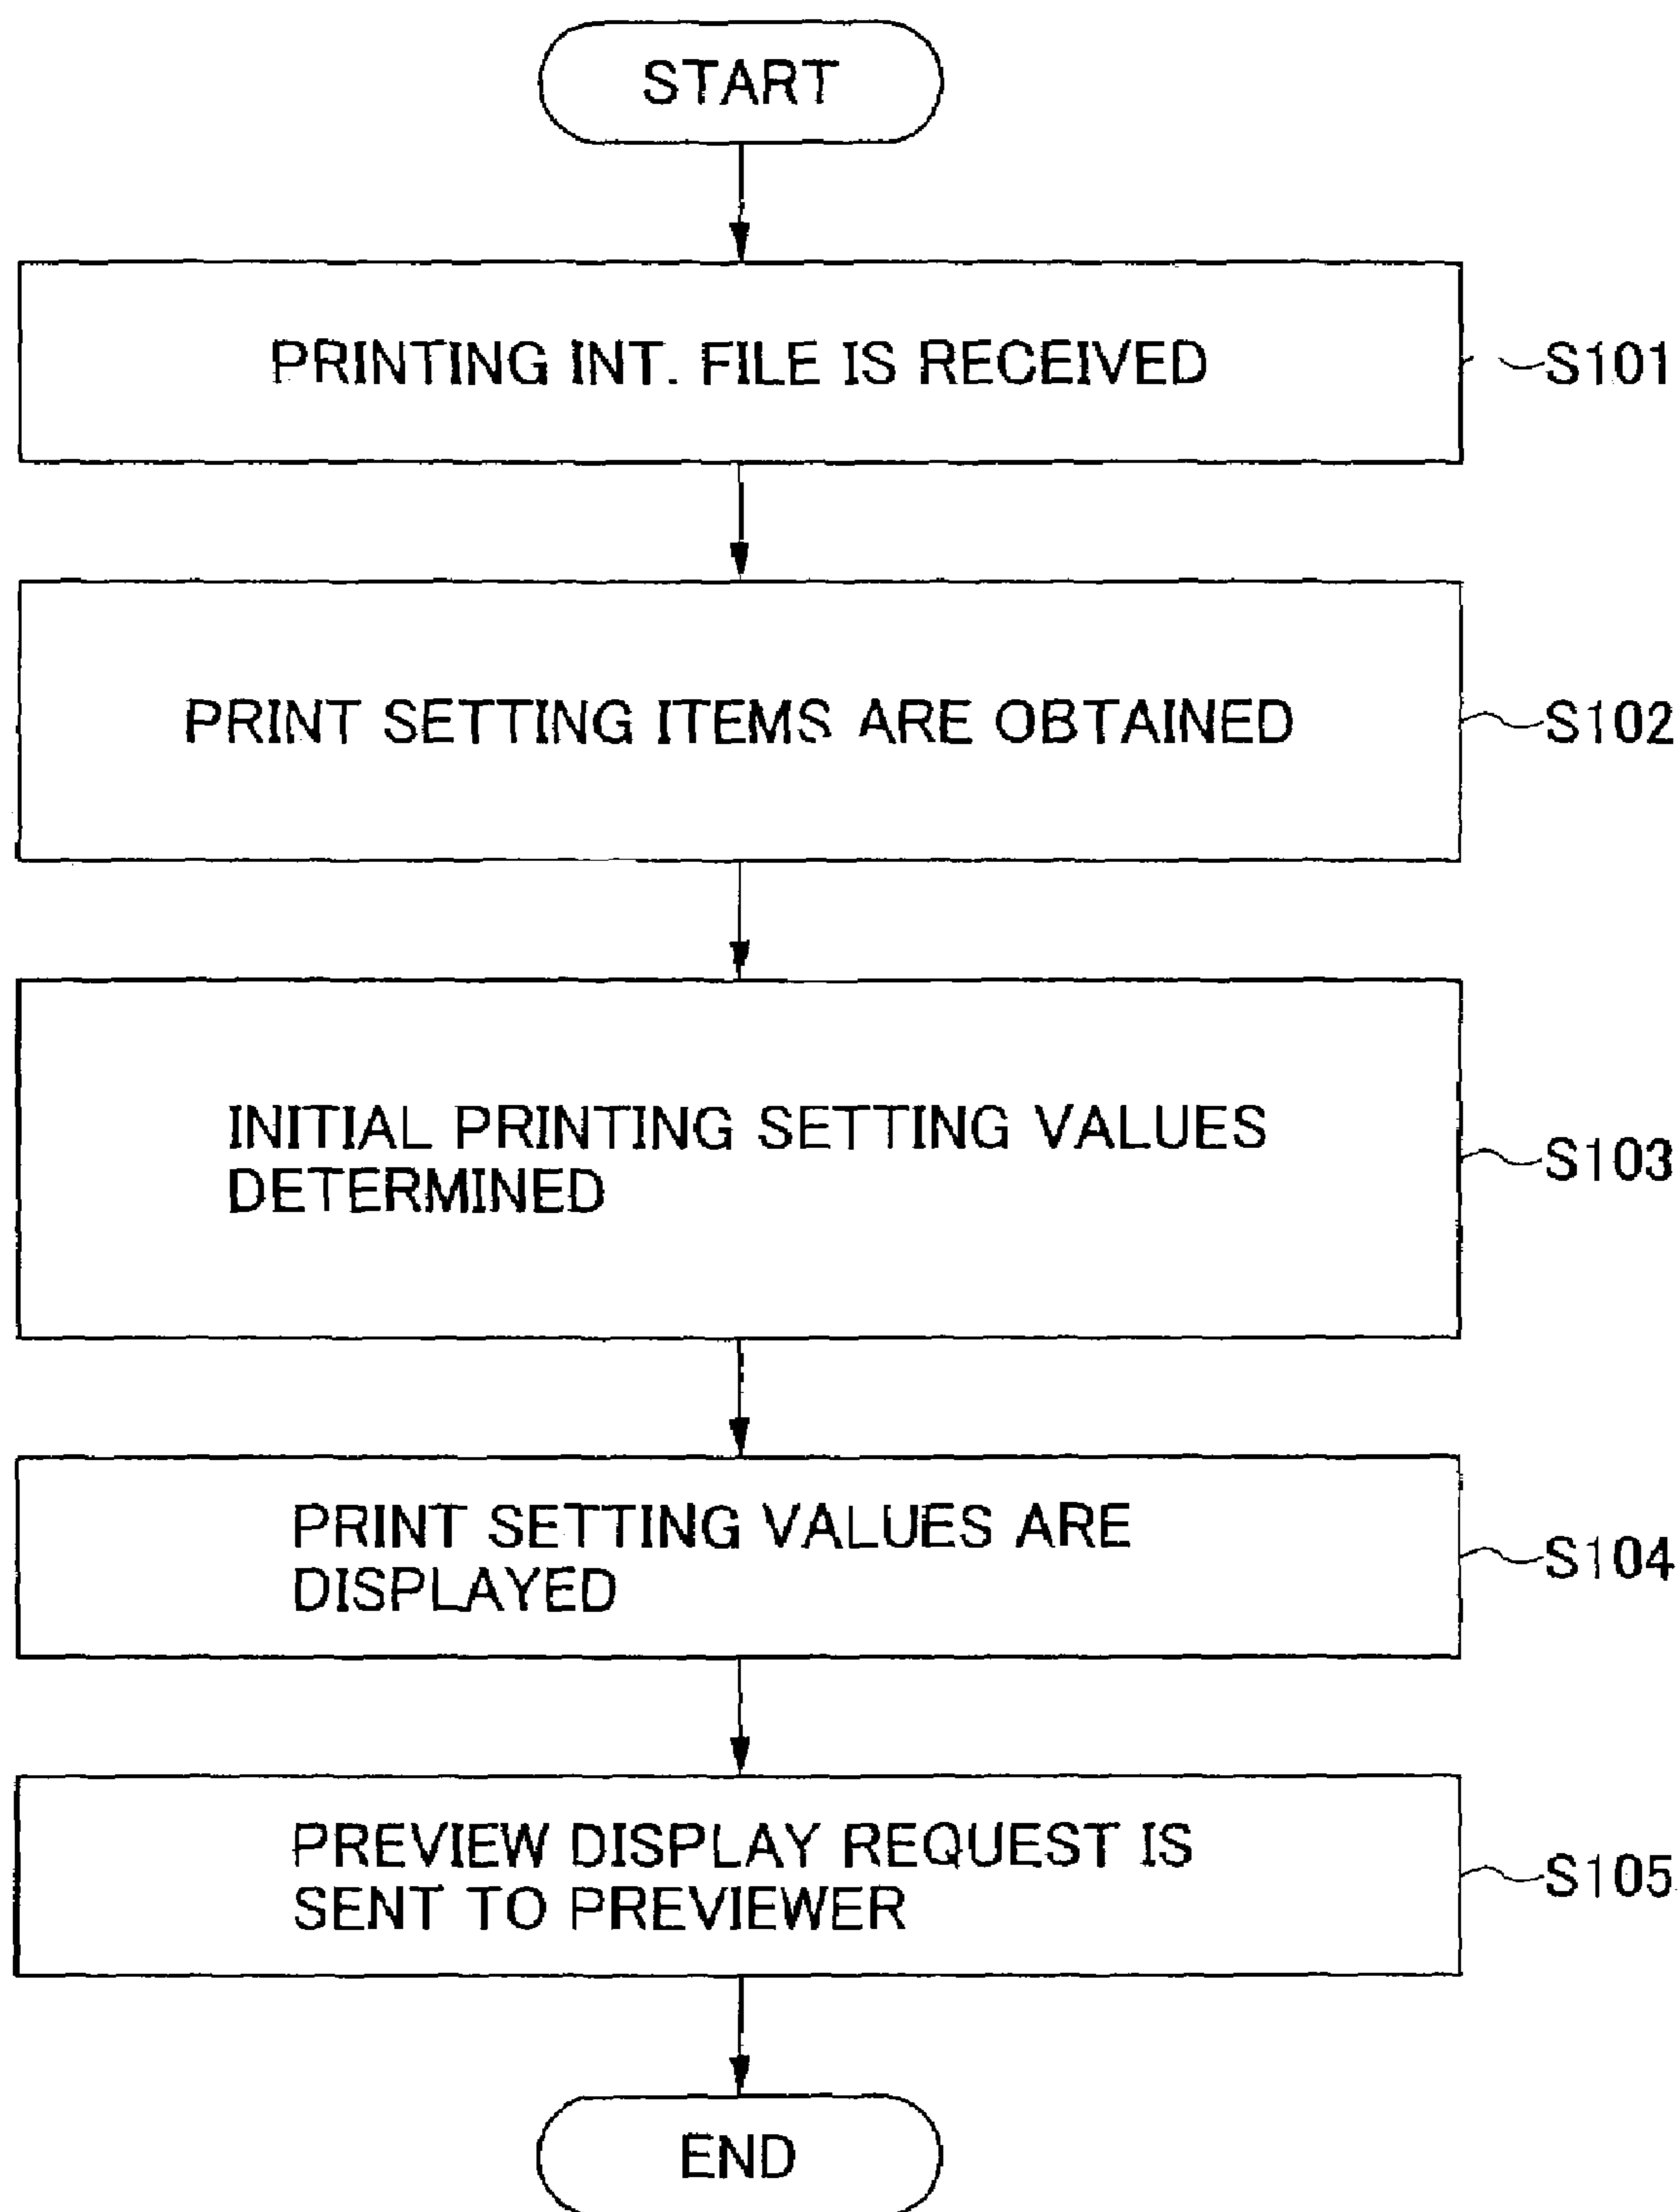 START
PRINTING INT. FILE IS RECEIVED
S101
PRINT SETTING ITEMS ARE OBTAINED
S102
INITIAL PRINTING SETTING VALUES
DETERMINED
S103
PRINT SETTING VALUES ARE
DISPLAYED
S104
PREVIEW DISPLAY REQUEST IS
SENT TO PREVIEWER
S105
END